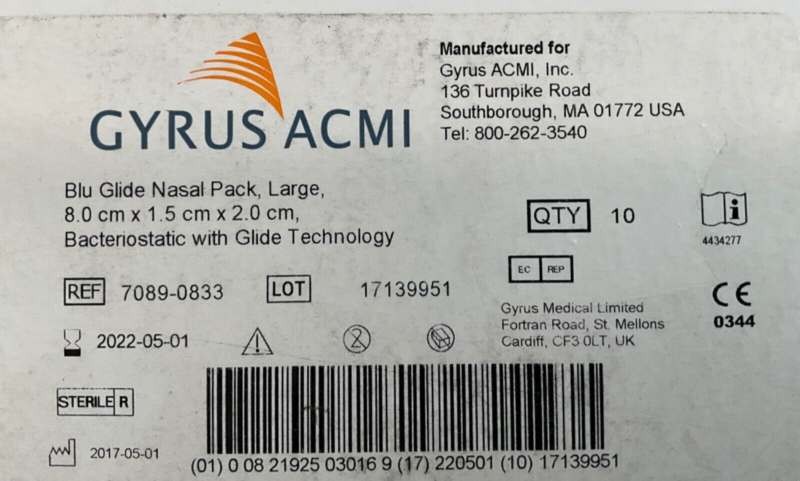 GYRUS ACMI
Manufactured for
Gyrus ACMI, Inc.
136 Turnpike Road
Southborough, MA 01772 USA
Tel: 800-262-3540
Blu Glide Nasal Pack, Large,
8.0 cm x 1.5 cm x 2.0 cm,
Bacteriostatic with Glide Technology
QTY 10
i
4434277
REF 7089-0833 LOT 17139951
EC REP
Gyrus Medical Limited
Fortran Road, St. Mellons
Cardiff, CF3 0LT, UK
CE
0344
2022-05-01
2
STERILE R
2017-05-01
(01) 0 08 21925 03016 9 (17) 220501 (10) 17139951